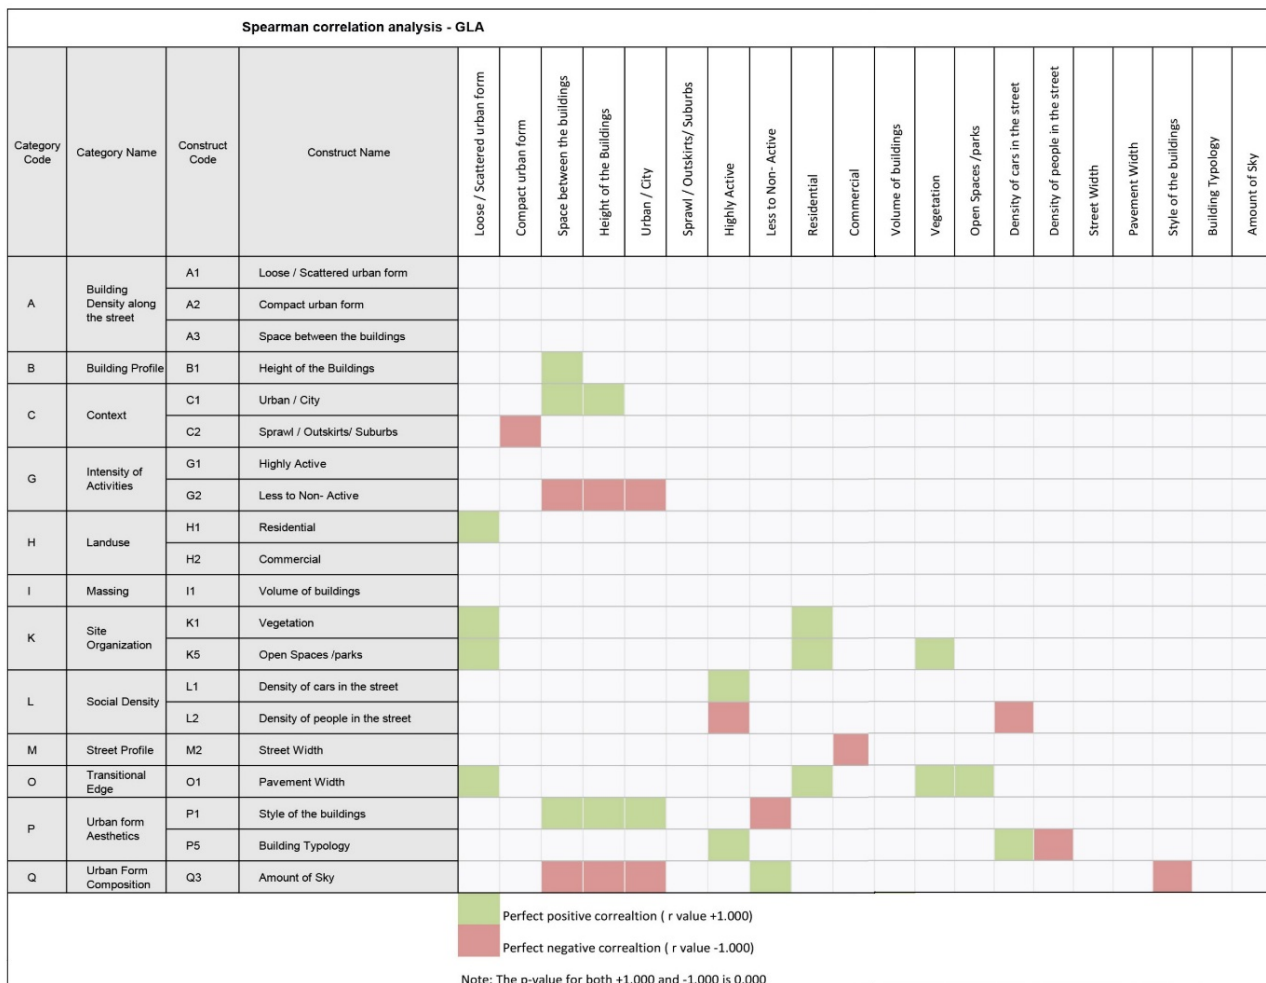 Spearman correlation analysis - GLA
Category
Code
Category Name
Construct
Code
Construct Name
Loose / Scattered urban form
Compact urban form
Space between the buildings
Height of the Buildings
Urban / City
Sprawl / Outskirts/ Suburbs
Highly Active
Less to Non- Active
Residential
Commercial
Volume of buildings
Vegetation
Open Spaces /parks
Density of cars in the street
Density of people in the street
Street Width
Pavement Width
Style of the buildings
Building Typology
Amount of Sky
A
Building
Density along
the street
A1
Loose / Scattered urban form
A2
Compact urban form
A3
Space between the buildings
B
Building Profile
B1
Height of the Buildings
C
Context
C1
Urban / City
C2
Sprawl / Outskirts/ Suburbs
G
Intensity of
Activities
G1
Highly Active
G2
Less to Non- Active
H
Landuse
H1
Residential
H2
Commercial
I
Massing
I1
Volume of buildings
K
Site
Organization
K1
Vegetation
K5
Open Spaces /parks
L
Social Density
L1
Density of cars in the street
L2
Density of people in the street
M
Street Profile
M2
Street Width
O
Transitional
Edge
O1
Pavement Width
P
Urban form
Aesthetics
P1
Style of the buildings
P5
Building Typology
Q
Urban Form
Composition
Q3
Amount of Sky
Perfect positive correaltion ( r value +1.000)
Perfect negative correaltion ( r value -1.000)
Note: The p-value for both +1.000 and -1.000 is 0.000